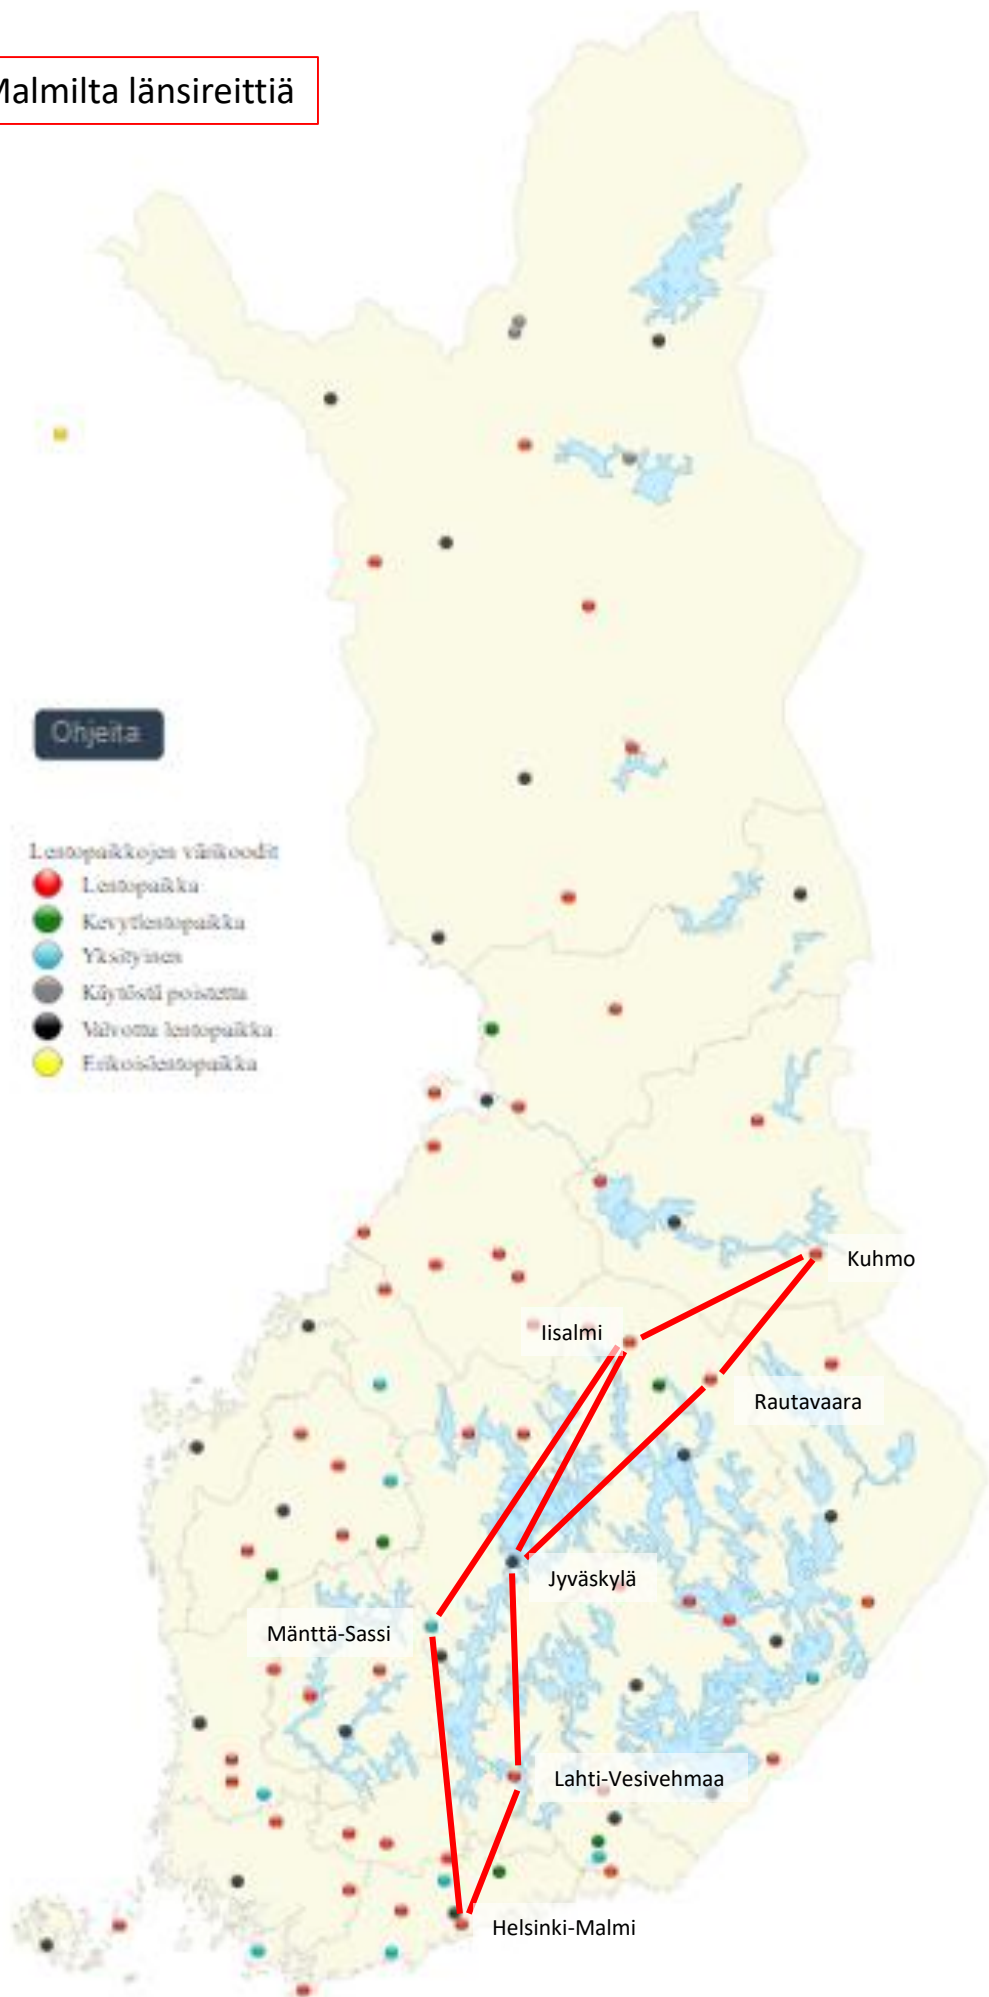 Malmilta länsireittiä
Ohjeita
Lentopaikkojen värikoodit
Lentopaikka
Kevytlentopaikka
Yksityinen
Käytöstä poistettu
Valvottu lentopaikka
Erikoislentopaikka
Kuhmo
Iisalmi
Rautavaara
Jyväskylä
Mänttä-Sassi
Lahti-Vesivehmaa
Helsinki-Malmi